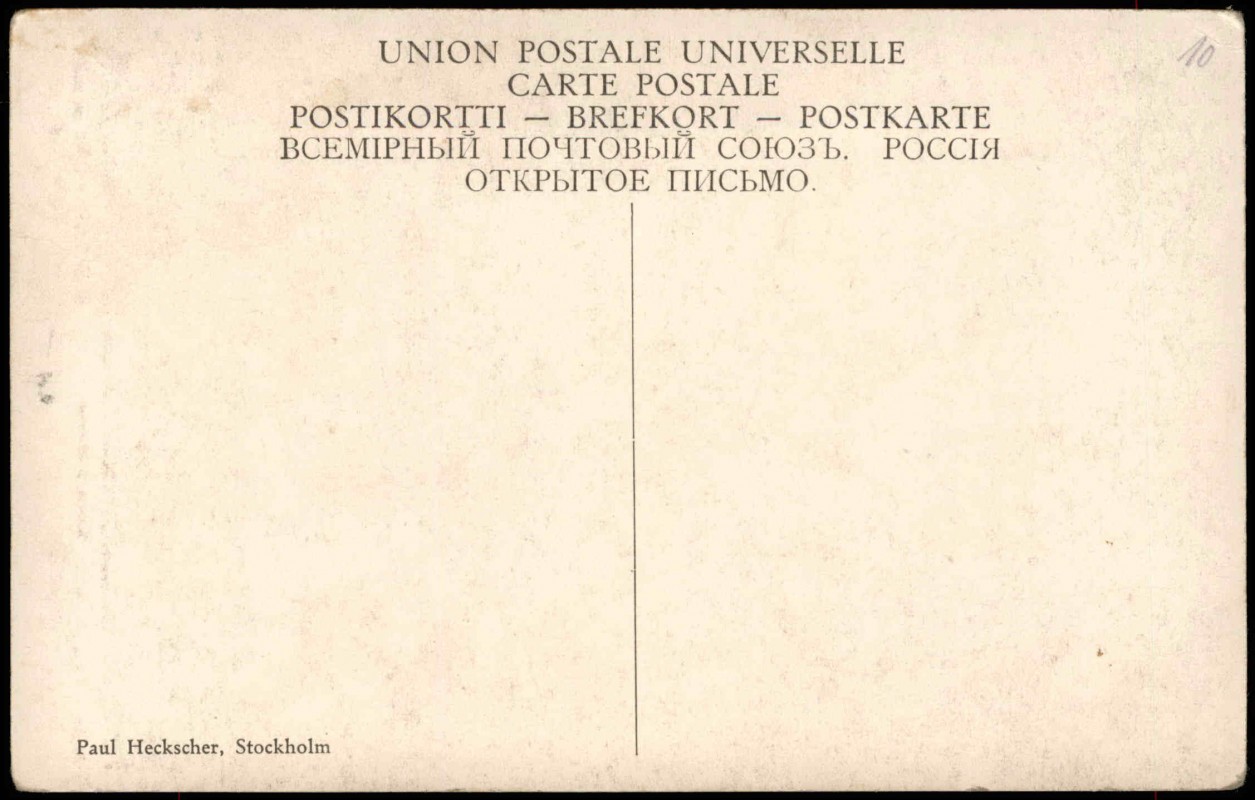 10
UNION POSTALE UNIVERSELLE
CARTE POSTALE
POSTIKORTTI — BREFKORT — POSTKARTE
ВСЕМІРНЫЙ ПОЧТОВЫЙ СОЮЗЪ. РОССІЯ
ОТКРЫТОЕ ПИСЬМО.
Paul Heckscher, Stockholm